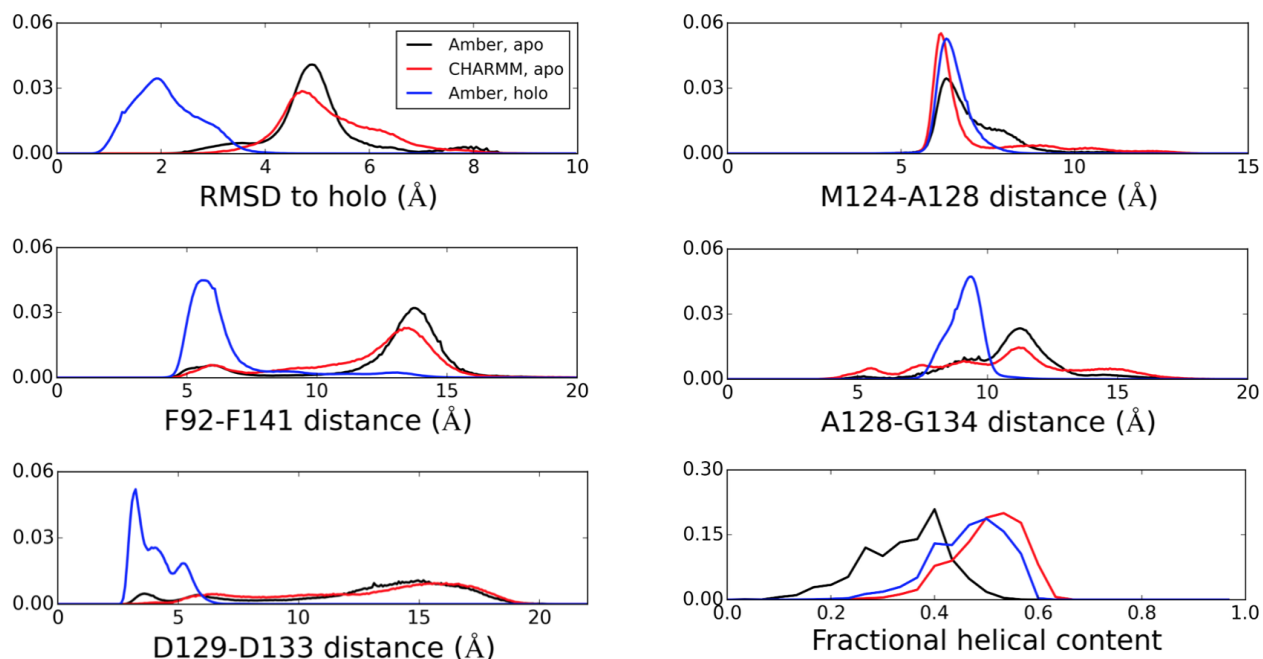 0.06
0.03
0.00
0 2 4 6 8 10
RMSD to holo (Å)
Amber, apo
CHARMM, apo
Amber, holo
0.06
0.03
0.00
0 5 10 15
M124-A128 distance (Å)
0.06
0.03
0.00
0 5 10 15 20
F92-F141 distance (Å)
0.06
0.03
0.00
0 5 10 15 20
A128-G134 distance (Å)
0.06
0.03
0.00
0 5 10 15 20
D129-D133 distance (Å)
0.30
0.15
0.00
0.0 0.2 0.4 0.6 0.8 1.0
Fractional helical content